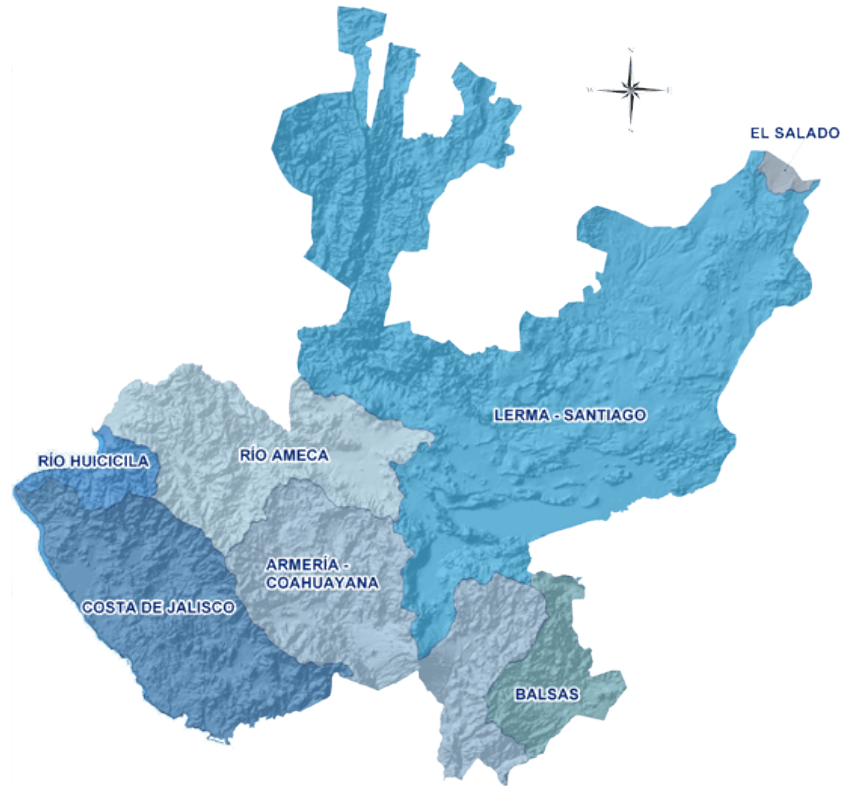 N
W
E
S
EL SALADO
LERMA - SANTIAGO
RÍO AMECA
RÍO HUICICILA
ARMERÍA -
COAHUAYANA
COSTA DE JALISCO
BALSAS